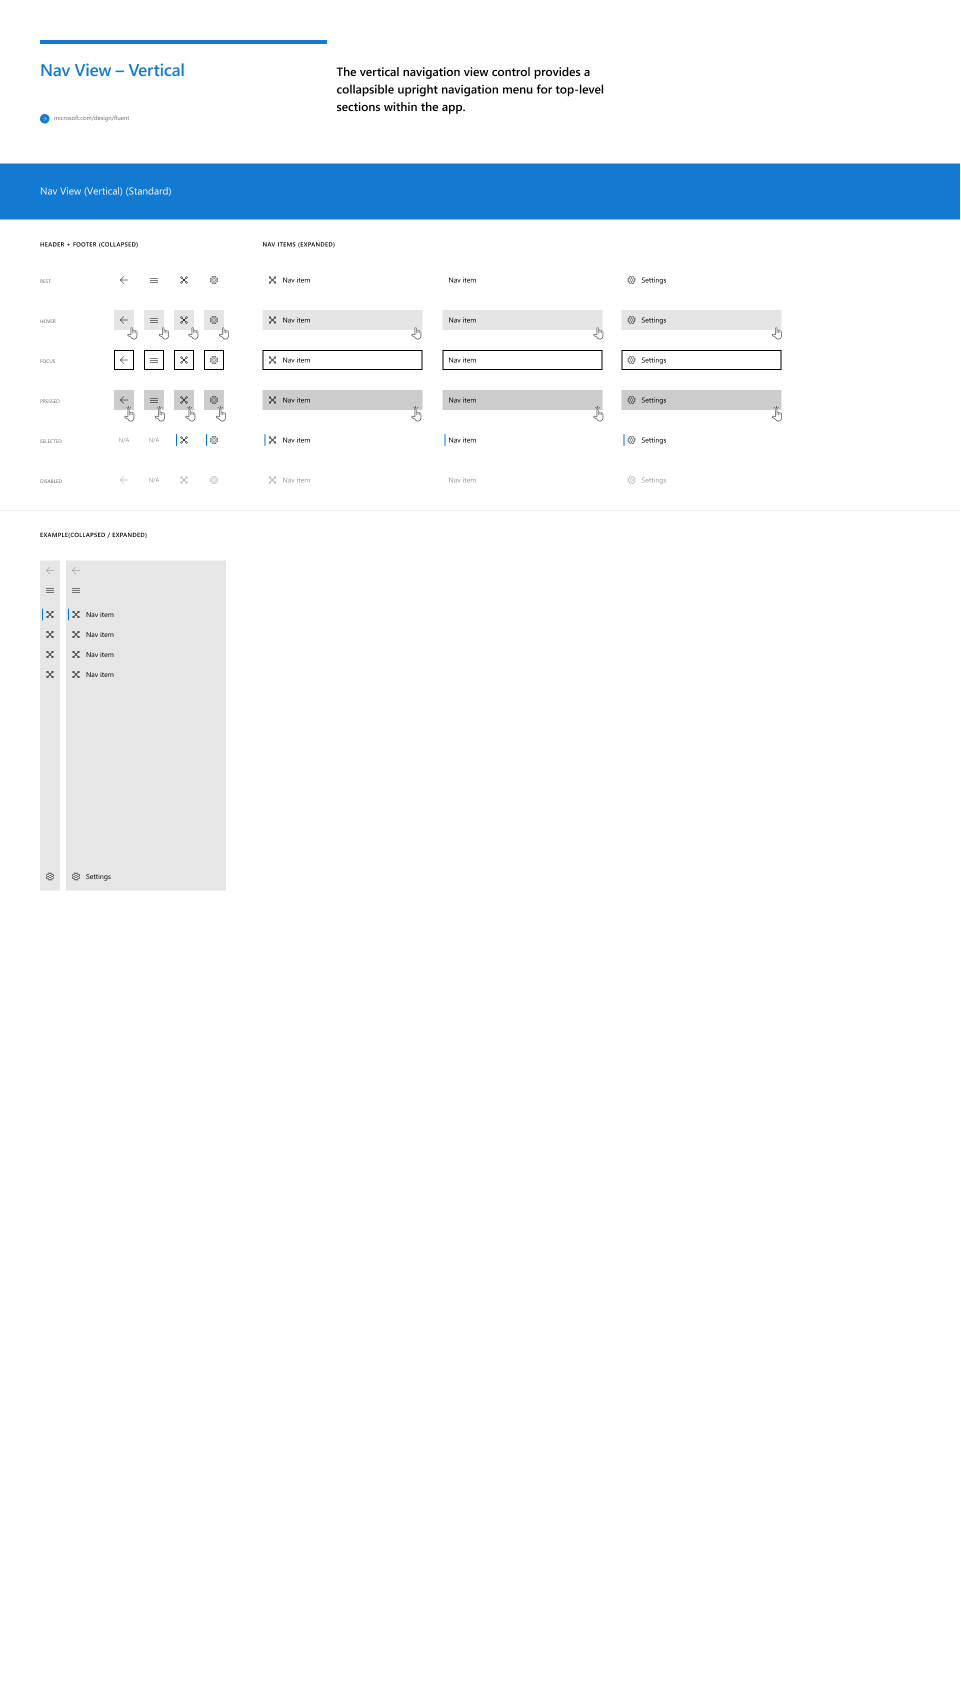 Nav View – Vertical
The vertical navigation view control provides a
collapsible upright navigation menu for top-level
sections within the app.
microsoft.com/design/fluent
Nav View (Vertical) (Standard)
HEADER + FOOTER (COLLAPSED)
NAV ITEMS (EXPANDED)
REST
Nav item
Nav item
Settings
HOVER
Nav item
Nav item
Settings
FOCUS
Nav item
Nav item
Settings
PRESSED
Nav item
Nav item
Settings
SELECTED
N/A
N/A
Nav item
Nav item
Settings
DISABLED
N/A
Nav item
Nav item
Settings
EXAMPLE(COLLAPSED / EXPANDED)
Nav item
Nav item
Nav item
Nav item
Settings